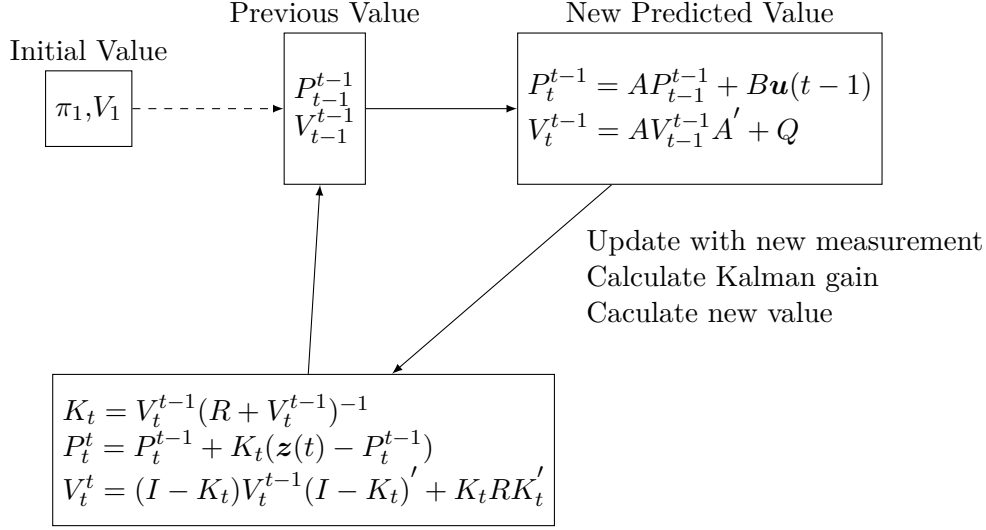 Initial Value
π₁,V₁
Previous Value
P_{t−1}^{t−1}
V_{t−1}^{t−1}
New Predicted Value
P_t^{t−1} = AP_{t−1}^{t−1} + Bu(t − 1)
V_t^{t−1} = AV_{t−1}^{t−1}A′ + Q
Update with new measurement
Calculate Kalman gain
Caculate new value
K_t = V_t^{t−1}(R + V_t^{t−1})^{−1}
P_t^t = P_t^{t−1} + K_t(z(t) − P_t^{t−1})
V_t^t = (I − K_t)V_t^{t−1}(I − K_t)′ + K_tRK_t′